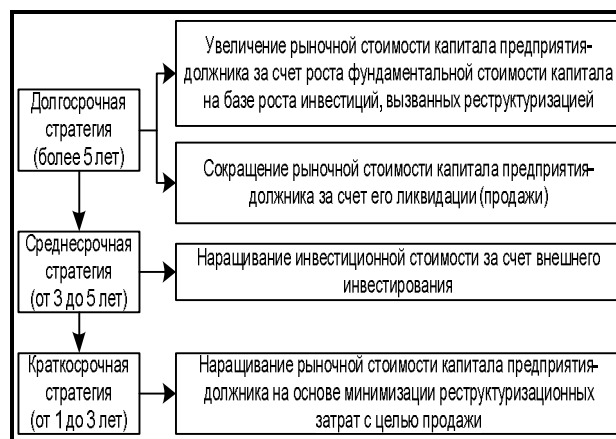 Увеличение рыночной стоимости капитала предприятия-
должника за счет роста фундаментальной стоимости капитала
на базе роста инвестиций, вызванных реструктуризацией
Долгосрочная
стратегия
(более 5 лет)
Сокращение рыночной стоимости капитала предприятия-
должника за счет его ликвидации (продажи)
Среднесрочная
стратегия
(от 3 до 5 лет)
Наращивание инвестиционной стоимости за счет внешнего
инвестирования
Краткосрочная
стратегия
(от 1 до 3 лет)
Наращивание рыночной стоимости капитала предприятия-
должника на основе минимизации реструктуризационных
затрат с целью продажи